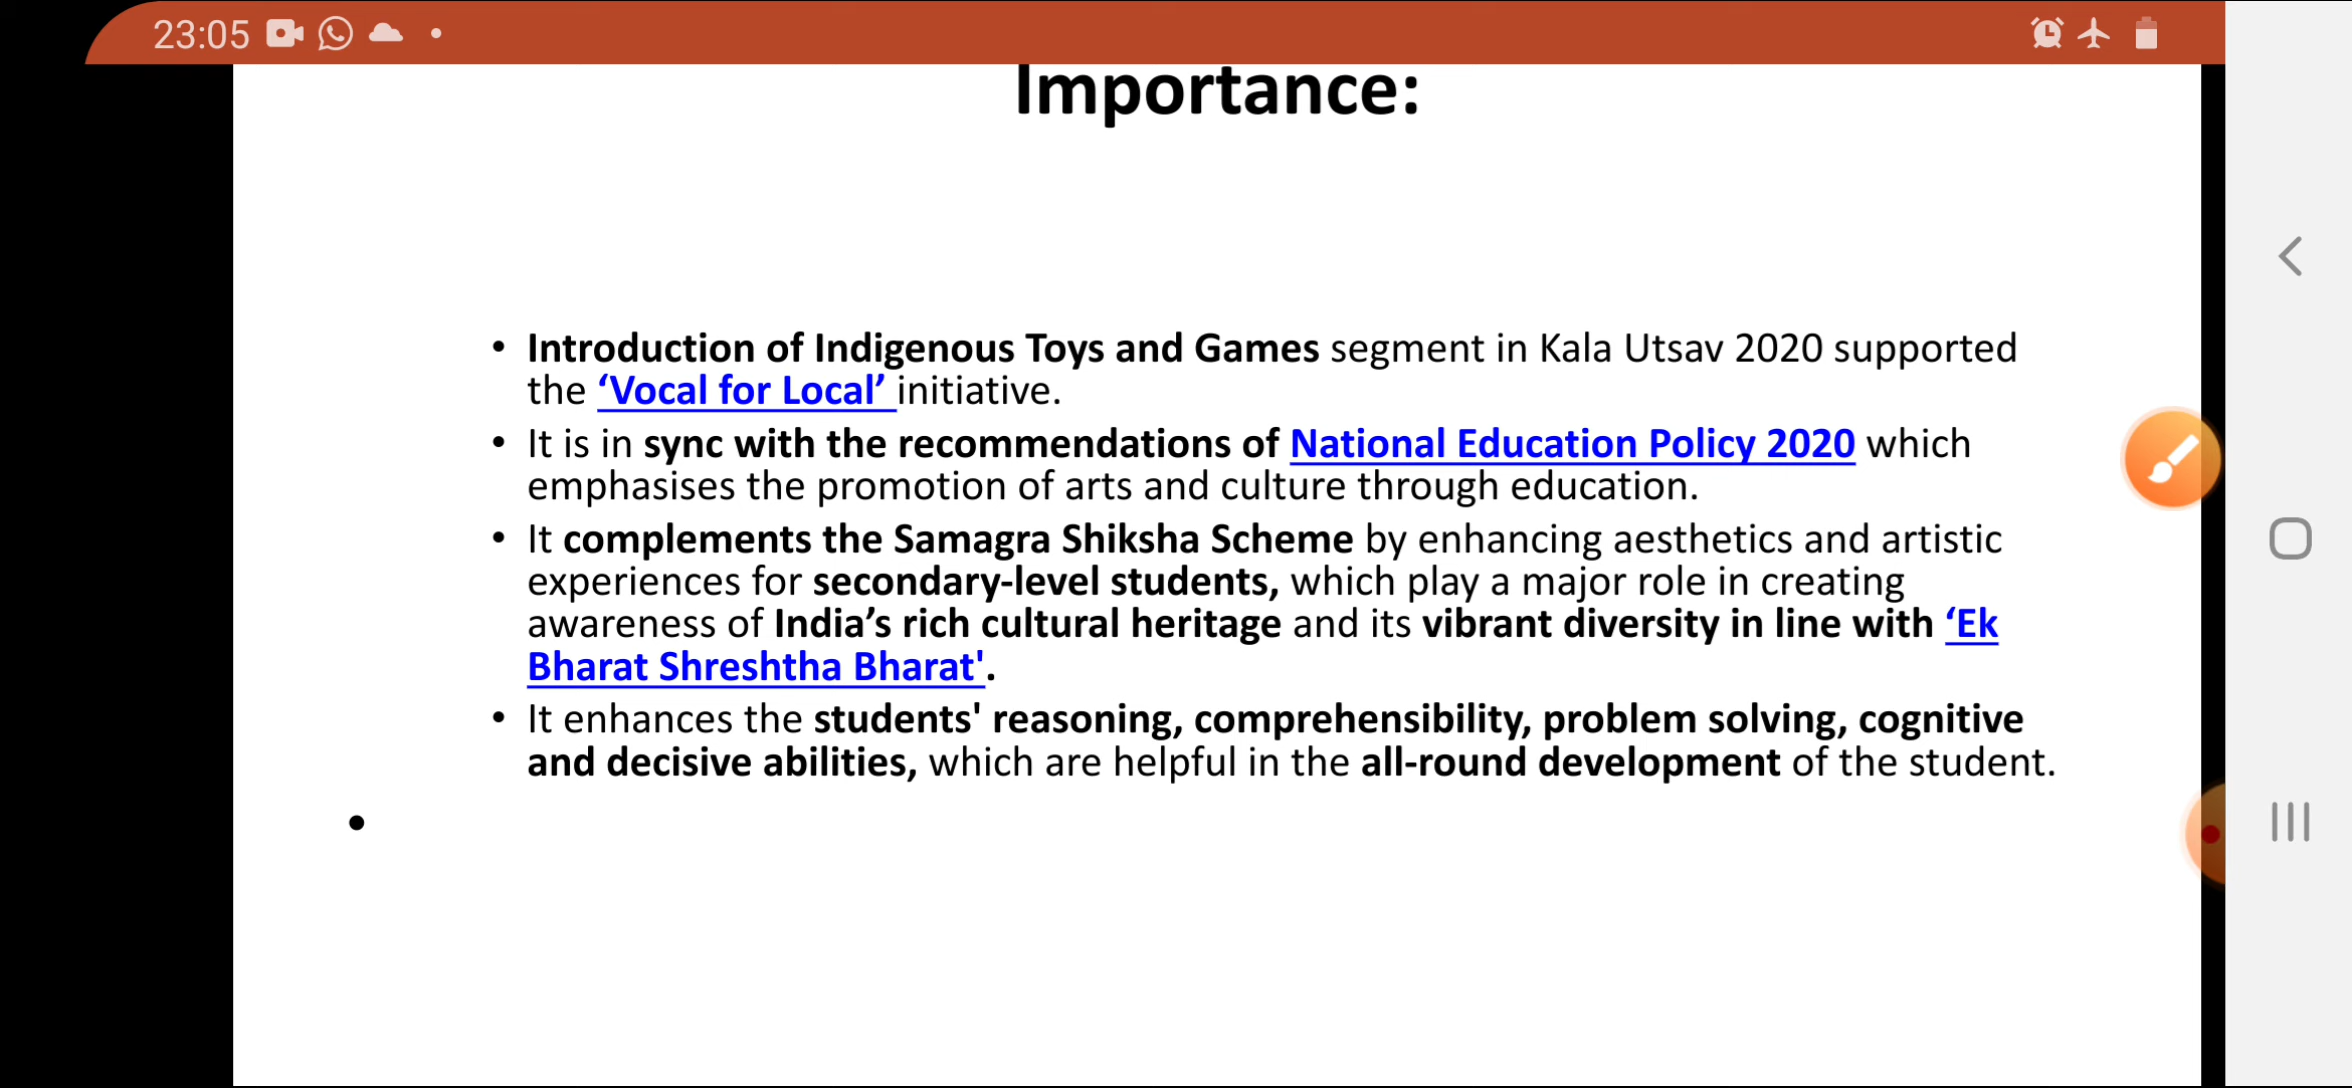 23:05
Importance:
• Introduction of Indigenous Toys and Games segment in Kala Utsav 2020 supported
the ‘Vocal for Local’ initiative.
• It is in sync with the recommendations of National Education Policy 2020 which
emphasises the promotion of arts and culture through education.
• It complements the Samagra Shiksha Scheme by enhancing aesthetics and artistic
experiences for secondary-level students, which play a major role in creating
awareness of India’s rich cultural heritage and its vibrant diversity in line with ‘Ek
Bharat Shreshtha Bharat'.
• It enhances the students' reasoning, comprehensibility, problem solving, cognitive
and decisive abilities, which are helpful in the all-round development of the student.
•